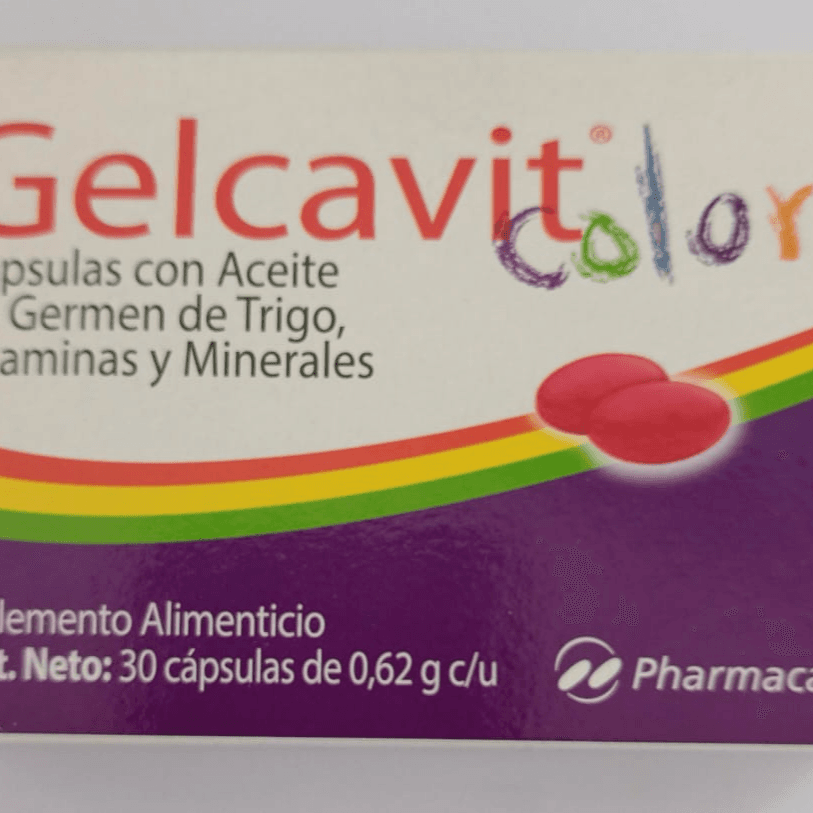 Gelcavit® color
psulas con Aceite
Germen de Trigo,
aminas y Minerales
lemento Alimenticio
t. Neto: 30 cápsulas de 0,62 g c/u
Pharmaca